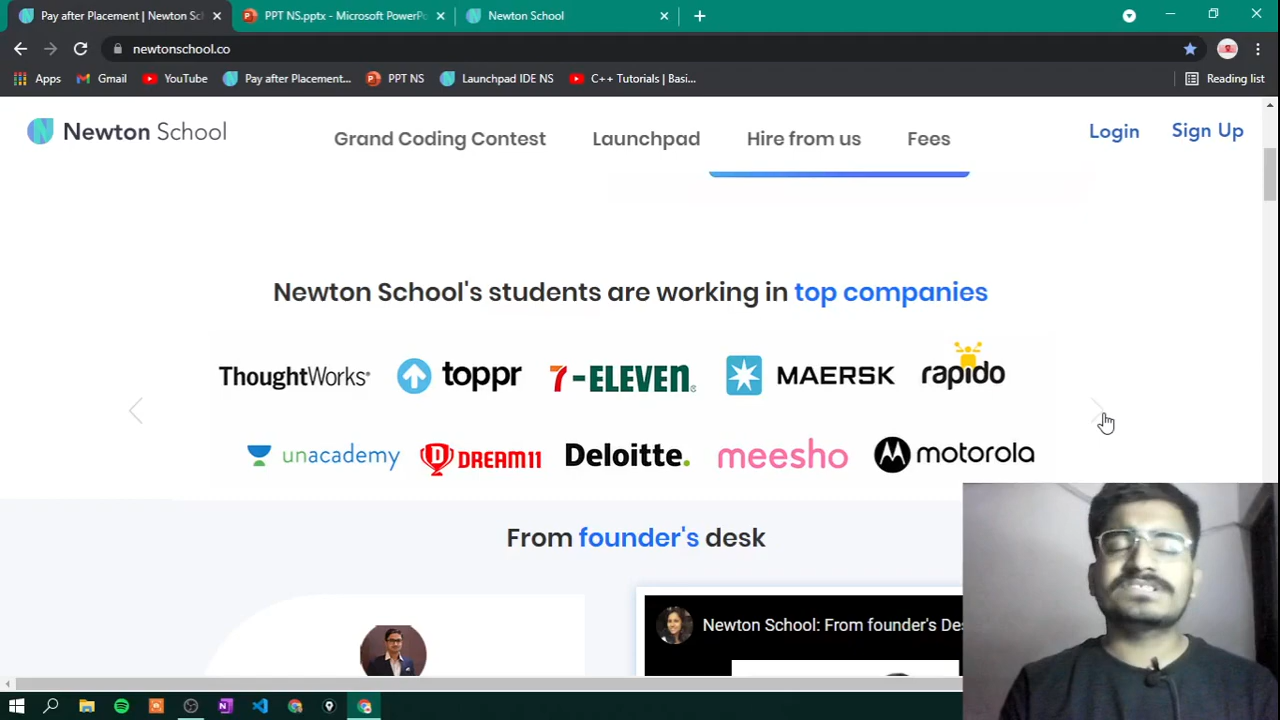 Pay after Placement | Newton Sc
PPT NS.pptx - Microsoft PowerPo
Newton School
newtonschool.co
Apps
Gmail
YouTube
Pay after Placement...
PPT NS
Launchpad IDE NS
C++ Tutorials | Basi...
Reading list
Newton School
Grand Coding Contest
Launchpad
Hire from us
Fees
Login
Sign Up
Newton School's students are working in top companies
ThoughtWorks
toppr
7-ELEVEN
MAERSK
rapido
unacademy
DREAM11
Deloitte.
meesho
motorola
From founder's desk
Newton School: From founder's De